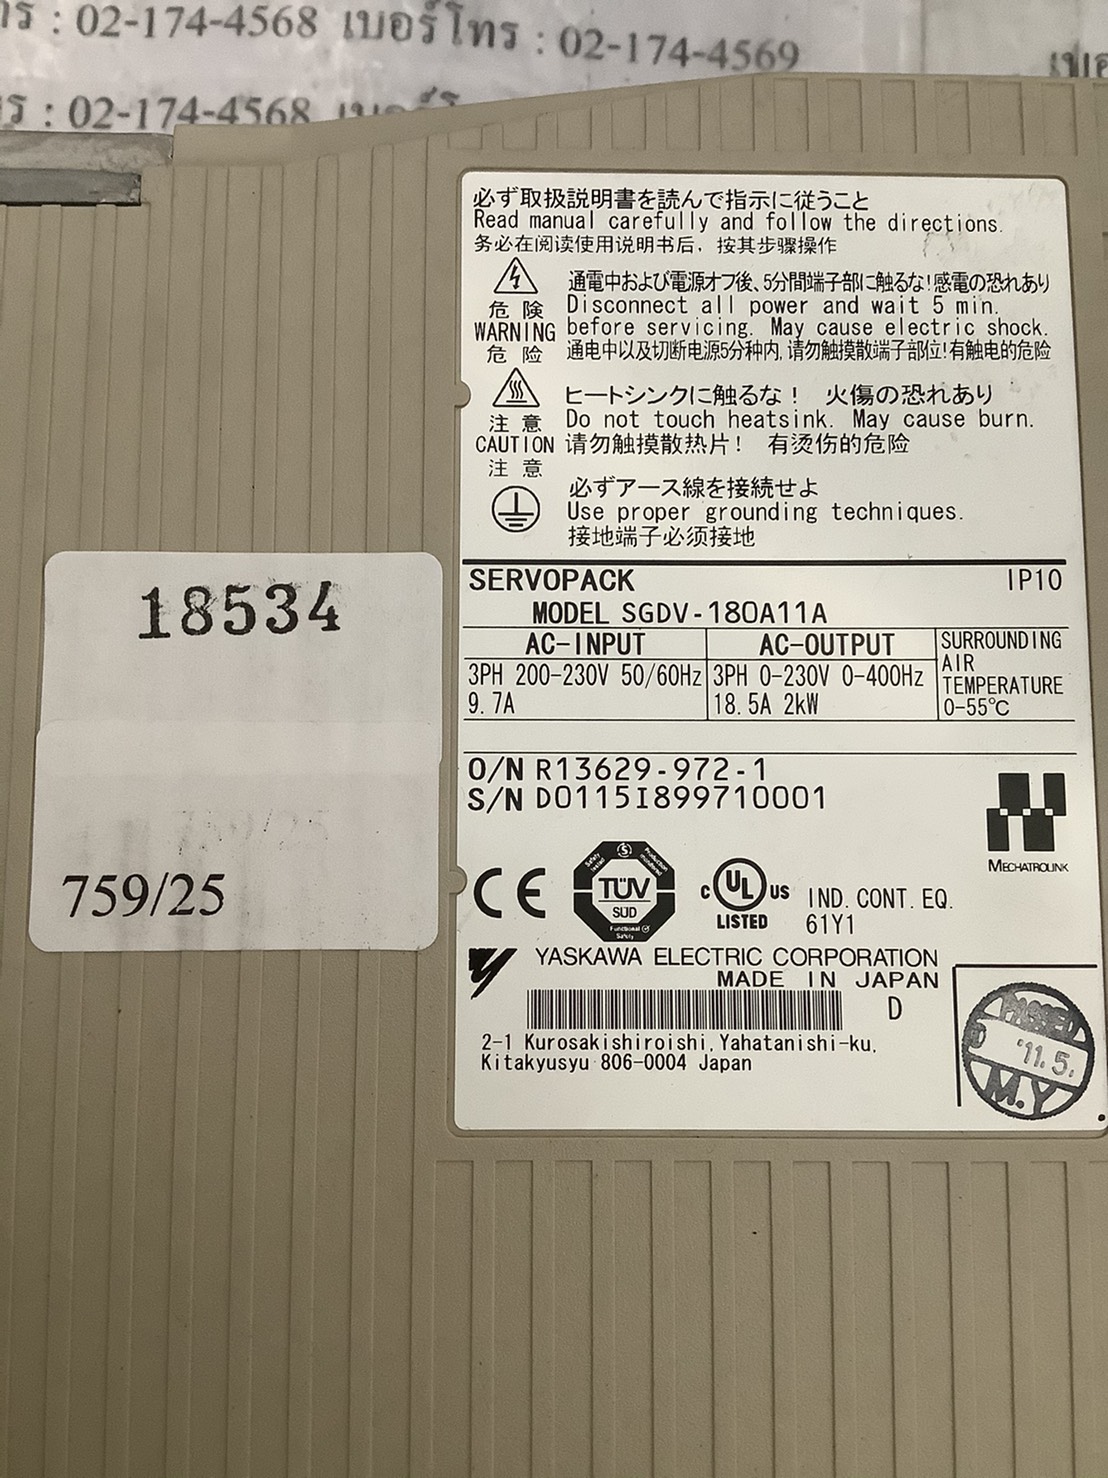 : 02-174-4568 เบอร์โทร : 02-174-4569
: 02-174-4568
必ず取扱説明書を読んで指示に従うこと
Read manual carefully and follow the directions.
务必在阅读使用说明书后，按其步骤操作
危険
WARNING
危险
通電中および電源オフ後、5分間端子部に触るな!感電の恐れあり
Disconnect all power and wait 5 min.
before servicing. May cause electric shock.
通电中以及切断电源5分种内,请勿触摸散端子部位!有触电的危险
注意
CAUTION
注意
ヒートシンクに触るな! 火傷の恐れあり
Do not touch heatsink. May cause burn.
请勿触摸散热片! 有烫伤的危险
必ずアース線を接続せよ
Use proper grounding techniques.
接地端子必须接地
SERVOPACK IP10
MODEL SGDV-180A11A
AC-INPUT
3PH 200-230V 50/60Hz
9.7A
AC-OUTPUT
3PH 0-230V 0-400Hz
18.5A 2kW
SURROUNDING
AIR
TEMPERATURE
0-55℃
O/N R13629-972-1
S/N D0115I899710001
MECHATROLINK
CE
TÜV
SÜD
Functional
Safety
C UL US
LISTED
IND. CONT. EQ.
61Y1
YASKAWA ELECTRIC CORPORATION
MADE IN JAPAN
D
2-1 Kurosakishiroishi, Yahatanishi-ku,
Kitakyusyu 806-0004 Japan
PASSED
'11.5.
M.Y
18534
759/25